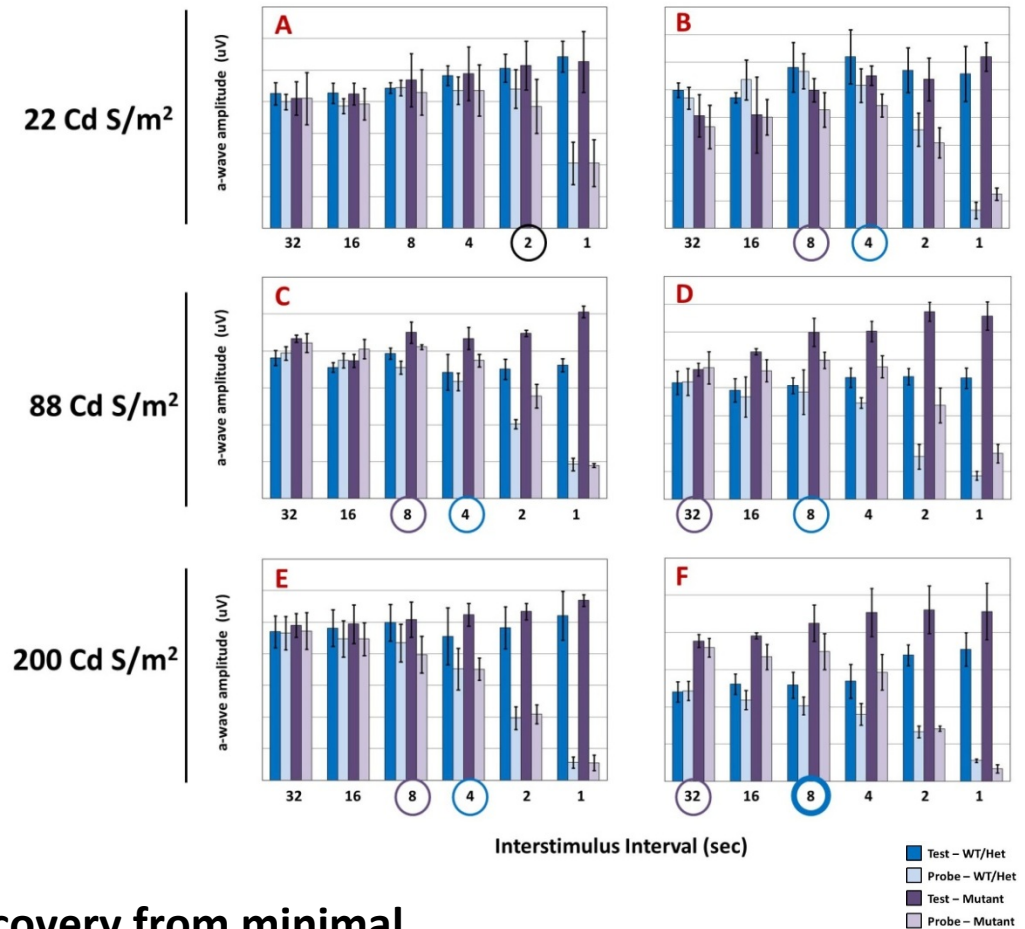 A
B
22 Cd S/m²
a-wave amplitude (uV)
32 16 8 4 2 1
32 16 8 4 2 1
C
D
88 Cd S/m²
a-wave amplitude (uV)
32 16 8 4 2 1
32 16 8 4 2 1
E
F
200 Cd S/m²
a-wave amplitude (uV)
32 16 8 4 2 1
32 16 8 4 2 1
Interstimulus Interval (sec)
Test – WT/Het
Probe – WT/Het
Test – Mutant
Probe – Mutant
from minimal